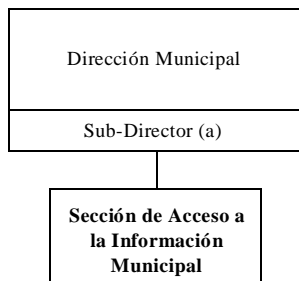 Dirección Municipal
Sub-Director (a)
Sección de Acceso a
la Información
Municipal